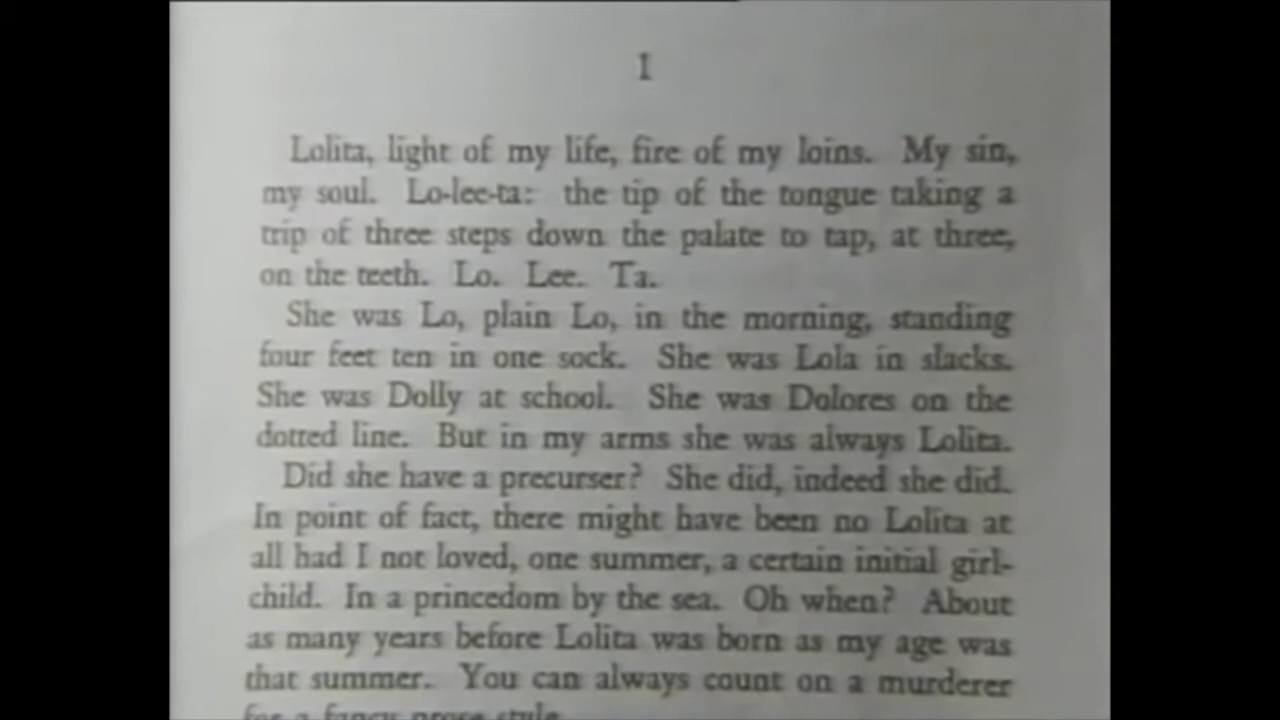 1
Lolita, light of my life, fire of my loins. My sin,
my soul. Lo-lee-ta: the tip of the tongue taking a
trip of three steps down the palate to tap, at three,
on the teeth. Lo. Lee. Ta.
She was Lo, plain Lo, in the morning, standing
four feet ten in one sock. She was Lola in slacks.
She was Dolly at school. She was Dolores on the
dotted line. But in my arms she was always Lolita.
Did she have a precurser? She did, indeed she did.
In point of fact, there might have been no Lolita at
all had I not loved, one summer, a certain initial girl-
child. In a princedom by the sea. Oh when? About
as many years before Lolita was born as my age was
that summer. You can always count on a murderer
for a fancy prose style.